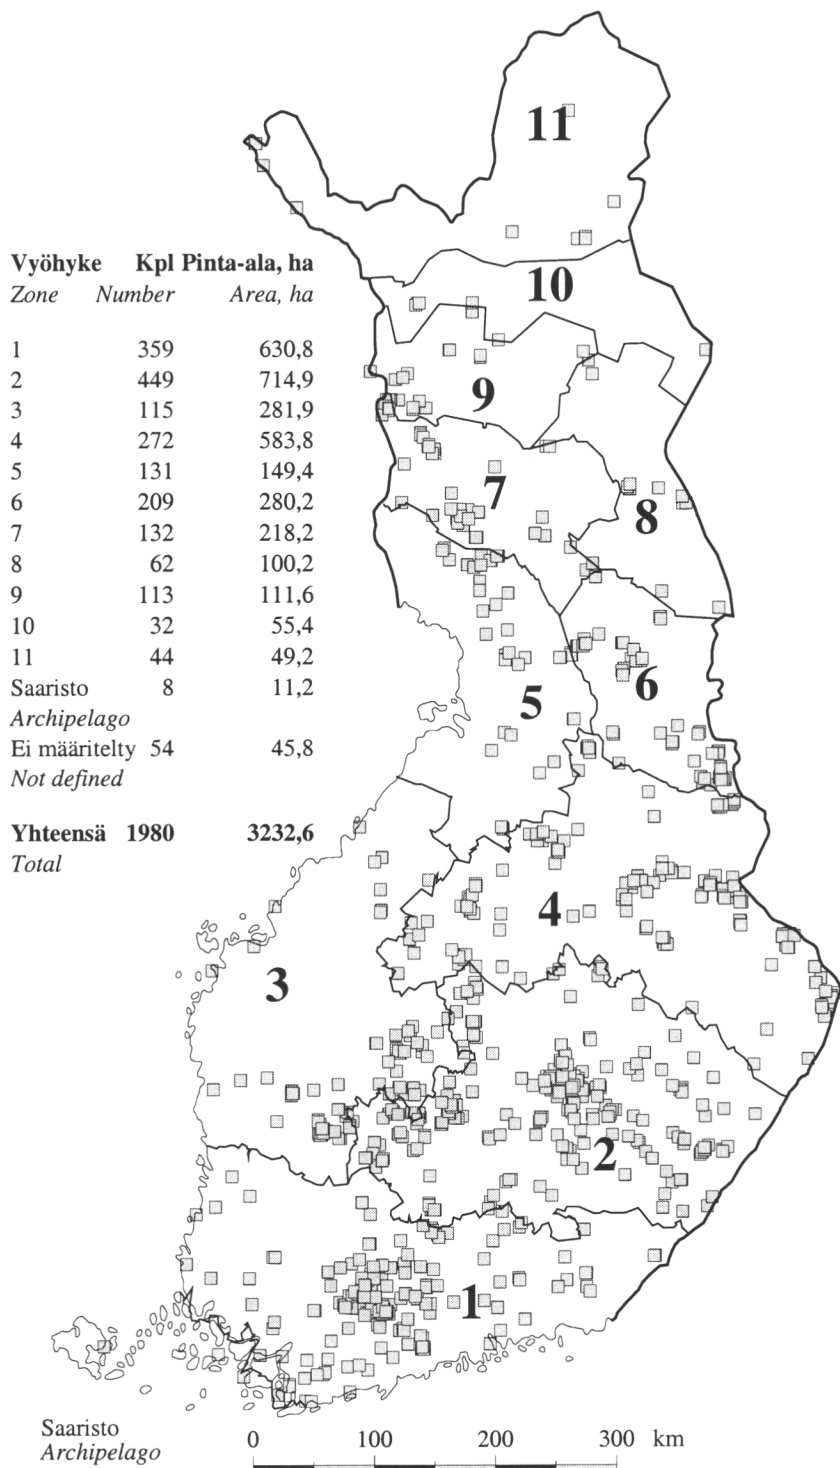 11
Vyöhyke Kpl Pinta-ala, ha
Zone Number Area, ha
10
1 359 630,8
2 449 714,9
3 115 281,9
9
4 272 583,8
5 131 149,4
6 209 280,2
7
7 132 218,2
8
8 62 100,2
9 113 111,6
10 32 55,4
11 44 49,2
Saaristo 8 11,2
6
Archipelago
5
Ei määritelty 54 45,8
Not defined
Yhteensä 1980 3232,6
Total
4
3
2
1
Saaristo
Archipelago
0 100 200 300 km